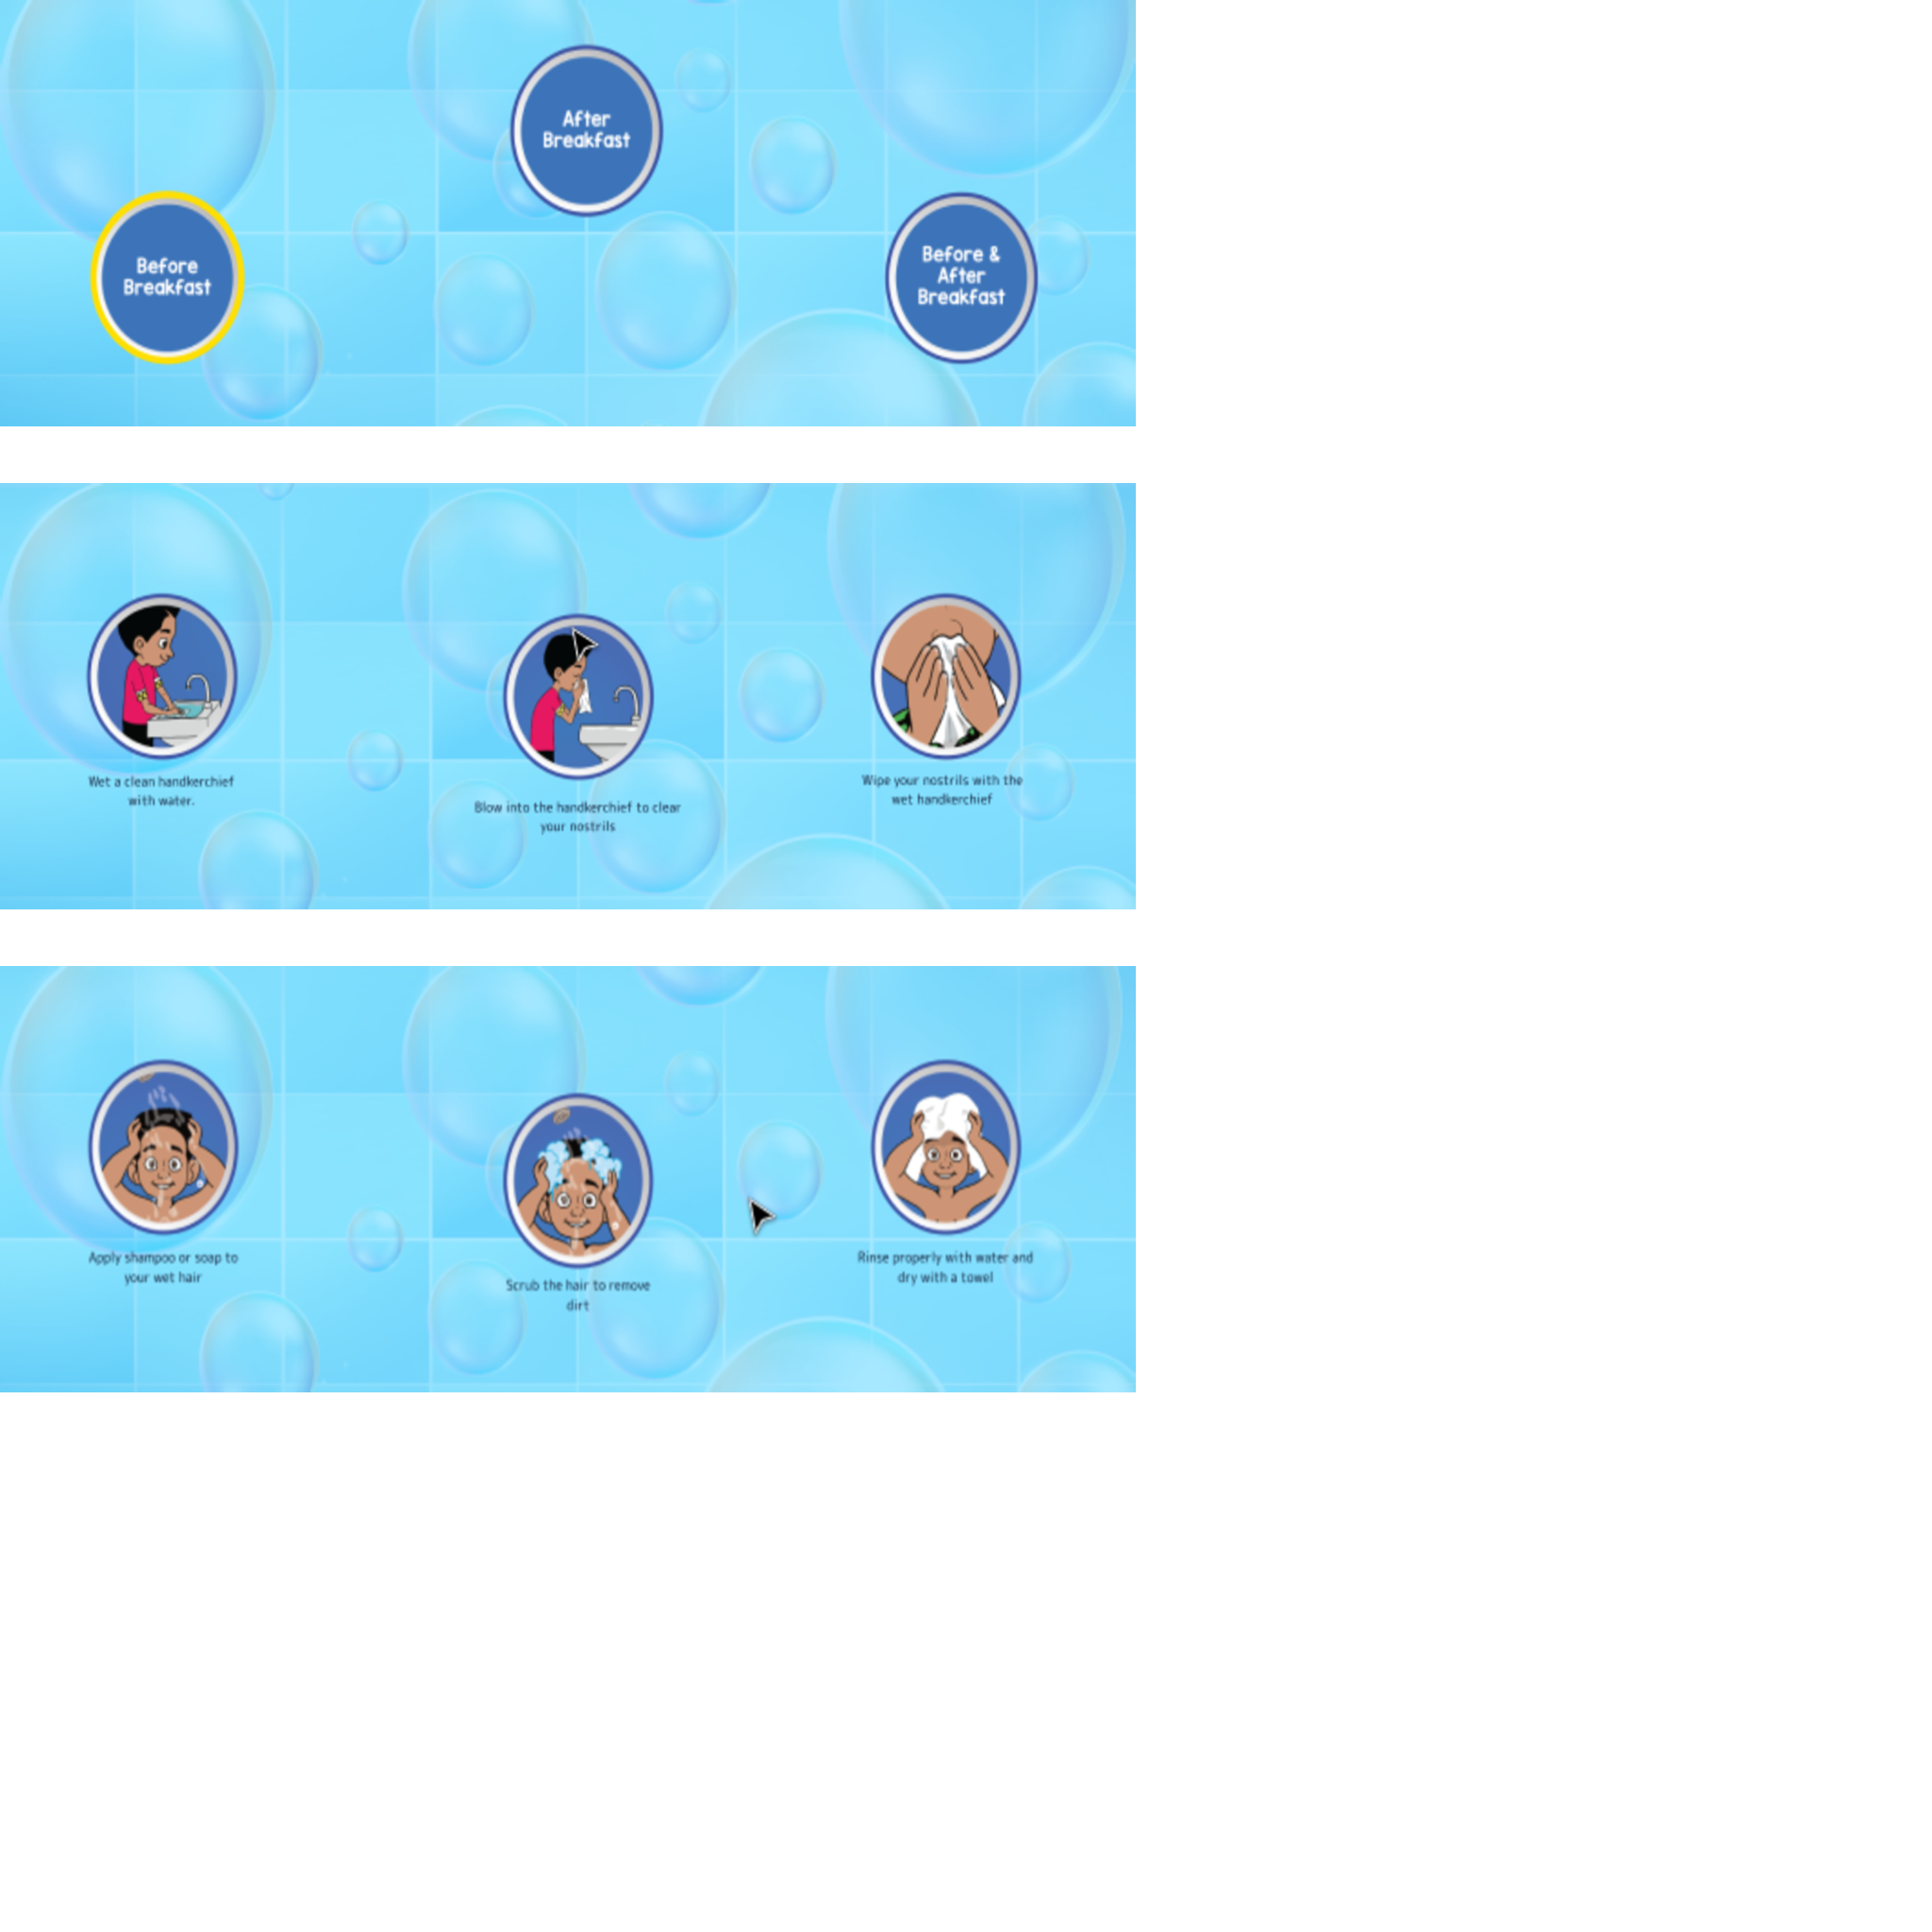 After
Breakfast
Before
Breakfast
Before &
After
Breakfast
Wet a clean handkerchief
with water.
Blow into the handkerchief to clear
your nostrils
Wipe your nostrils with the
wet handkerchief
Apply shampoo or soap to
your wet hair
Scrub the hair to remove
dirt
Rinse properly with water and
dry with a towel